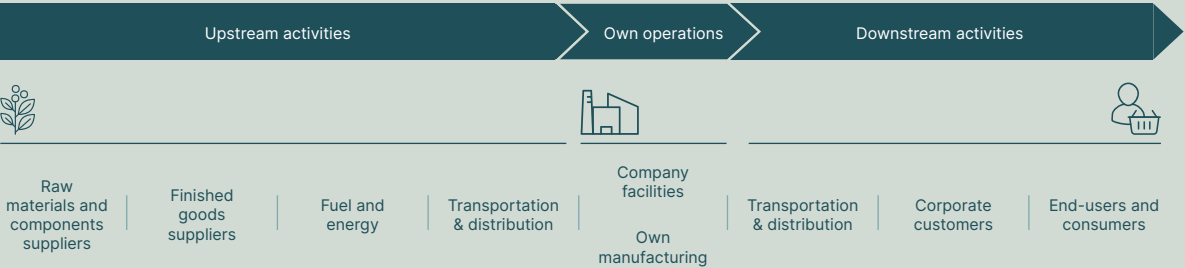 Upstream activities
Own operations
Downstream activities
Raw
materials and
components
suppliers
Finished
goods
suppliers
Fuel and
energy
Transportation
& distribution
Company
facilities
Own
manufacturing
Transportation
& distribution
Corporate
customers
End-users and
consumers